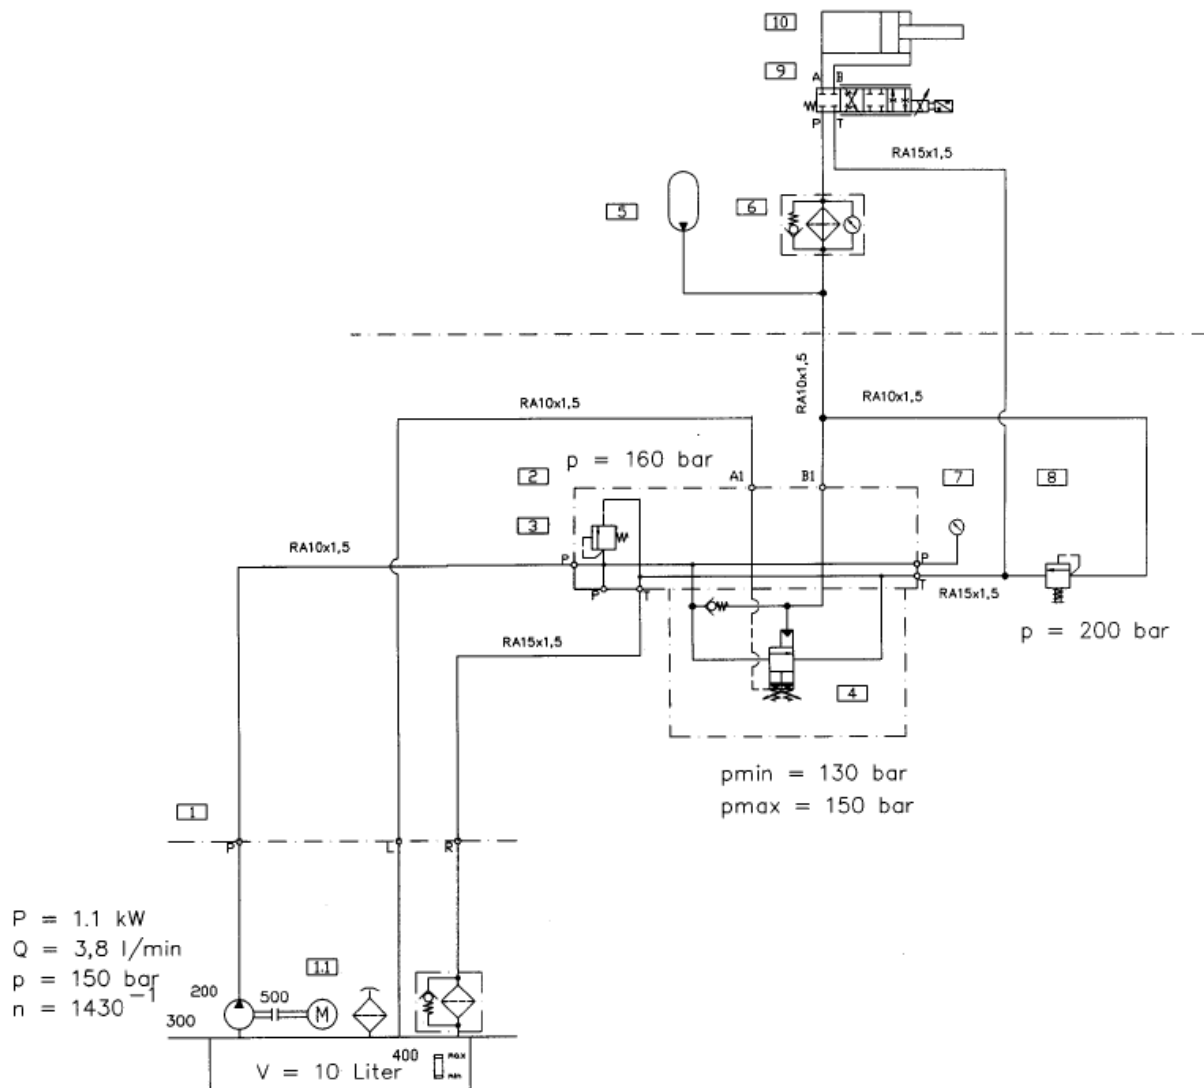 10
9
A B
P T
RA15x1,5
5
6
RA10x1,5
RA10x1,5
RA10x1,5
p = 160 bar
2
A1
B1
7
8
3
RA10x1,5
P
P
P
T
T
RA15x1,5
RA15x1,5
p = 200 bar
4
pmin = 130 bar
pmax = 150 bar
1
P
L
R
P = 1.1 kW
Q = 3,8 l/min
p = 150 bar
n = 1430⁻¹
1.1
200
500
M
300
400
max
min
V = 10 Liter